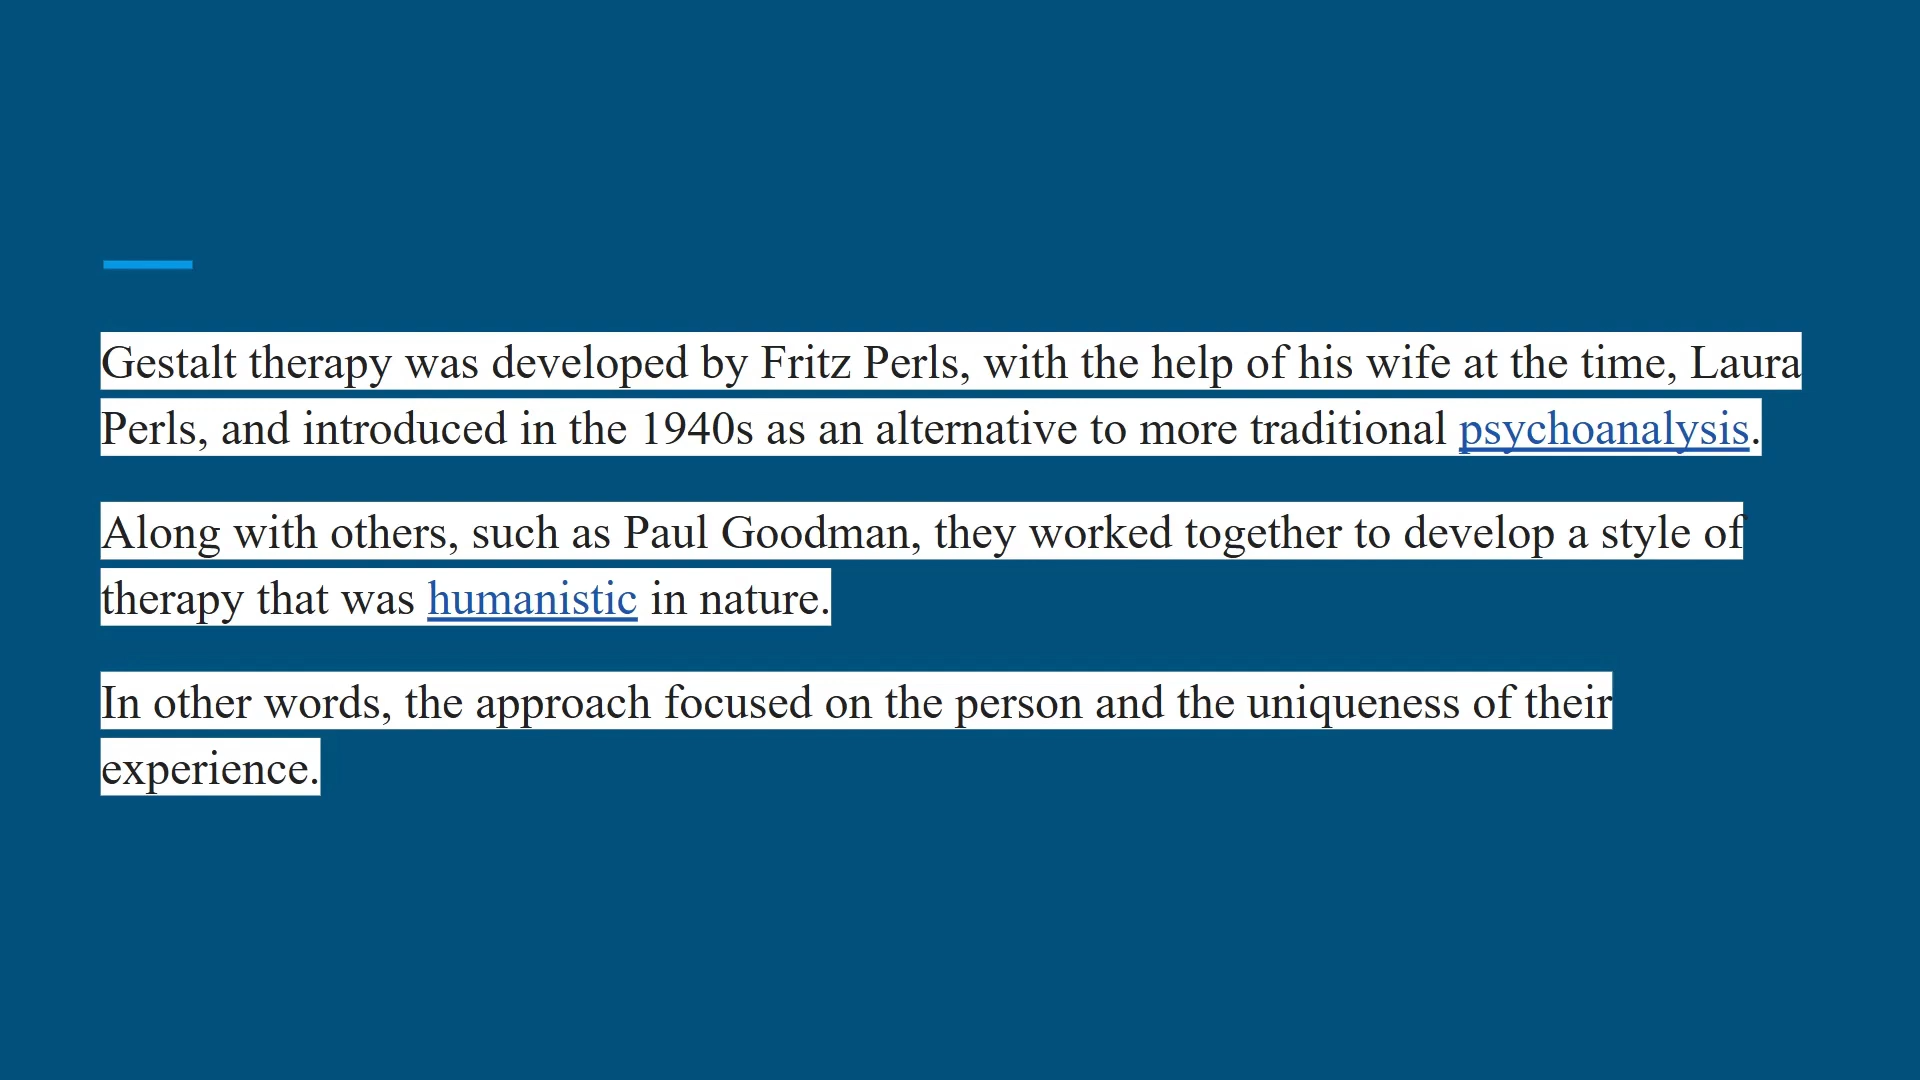 Gestalt therapy was developed by Fritz Perls, with the help of his wife at the time, Laura
Perls, and introduced in the 1940s as an alternative to more traditional psychoanalysis.
Along with others, such as Paul Goodman, they worked together to develop a style of
therapy that was humanistic in nature.
In other words, the approach focused on the person and the uniqueness of their
experience.